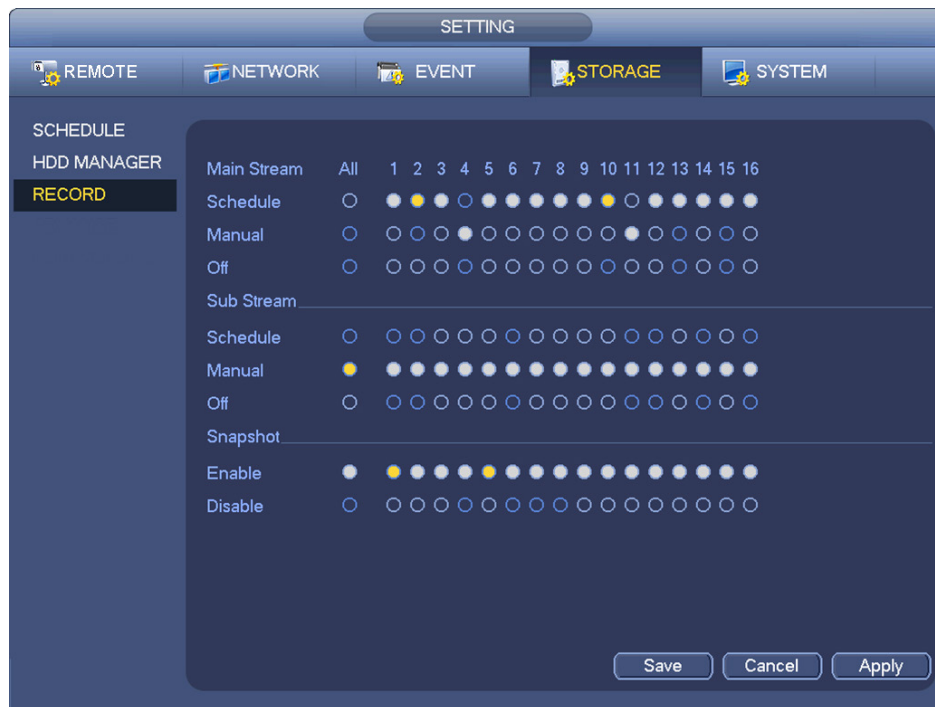 SETTING
REMOTE NETWORK EVENT STORAGE SYSTEM
SCHEDULE
HDD MANAGER
RECORD
Main Stream All 1 2 3 4 5 6 7 8 9 10 11 12 13 14 15 16
Schedule
Manual
Off
Sub Stream
Schedule
Manual
Off
Snapshot
Enable
Disable
Save Cancel Apply